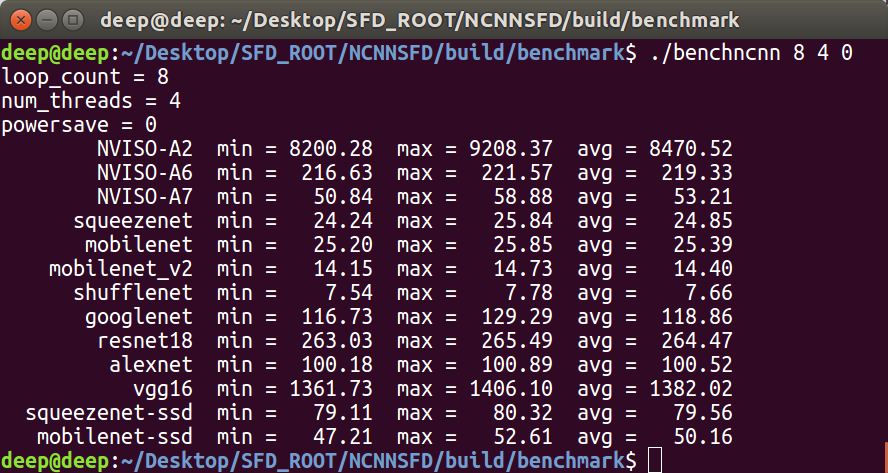 deep@deep: ~/Desktop/SFD_ROOT/NCNNSFD/build/benchmark
deep@deep:~/Desktop/SFD_ROOT/NCNNSFD/build/benchmark$ ./benchncnn 8 4 0
loop_count = 8
num_threads = 4
powersave = 0
NVISO-A2 min = 8200.28 max = 9208.37 avg = 8470.52
NVISO-A6 min = 216.63 max = 221.57 avg = 219.33
NVISO-A7 min = 50.84 max = 58.88 avg = 53.21
squeezenet min = 24.24 max = 25.84 avg = 24.85
mobilenet min = 25.20 max = 25.85 avg = 25.39
mobilenet_v2 min = 14.15 max = 14.73 avg = 14.40
shufflenet min = 7.54 max = 7.78 avg = 7.66
googlenet min = 116.73 max = 129.29 avg = 118.86
resnet18 min = 263.03 max = 265.49 avg = 264.47
alexnet min = 100.18 max = 100.89 avg = 100.52
vgg16 min = 1361.73 max = 1406.10 avg = 1382.02
squeezenet-ssd min = 79.11 max = 80.32 avg = 79.56
mobilenet-ssd min = 47.21 max = 52.61 avg = 50.16
deep@deep:~/Desktop/SFD_ROOT/NCNNSFD/build/benchmark$